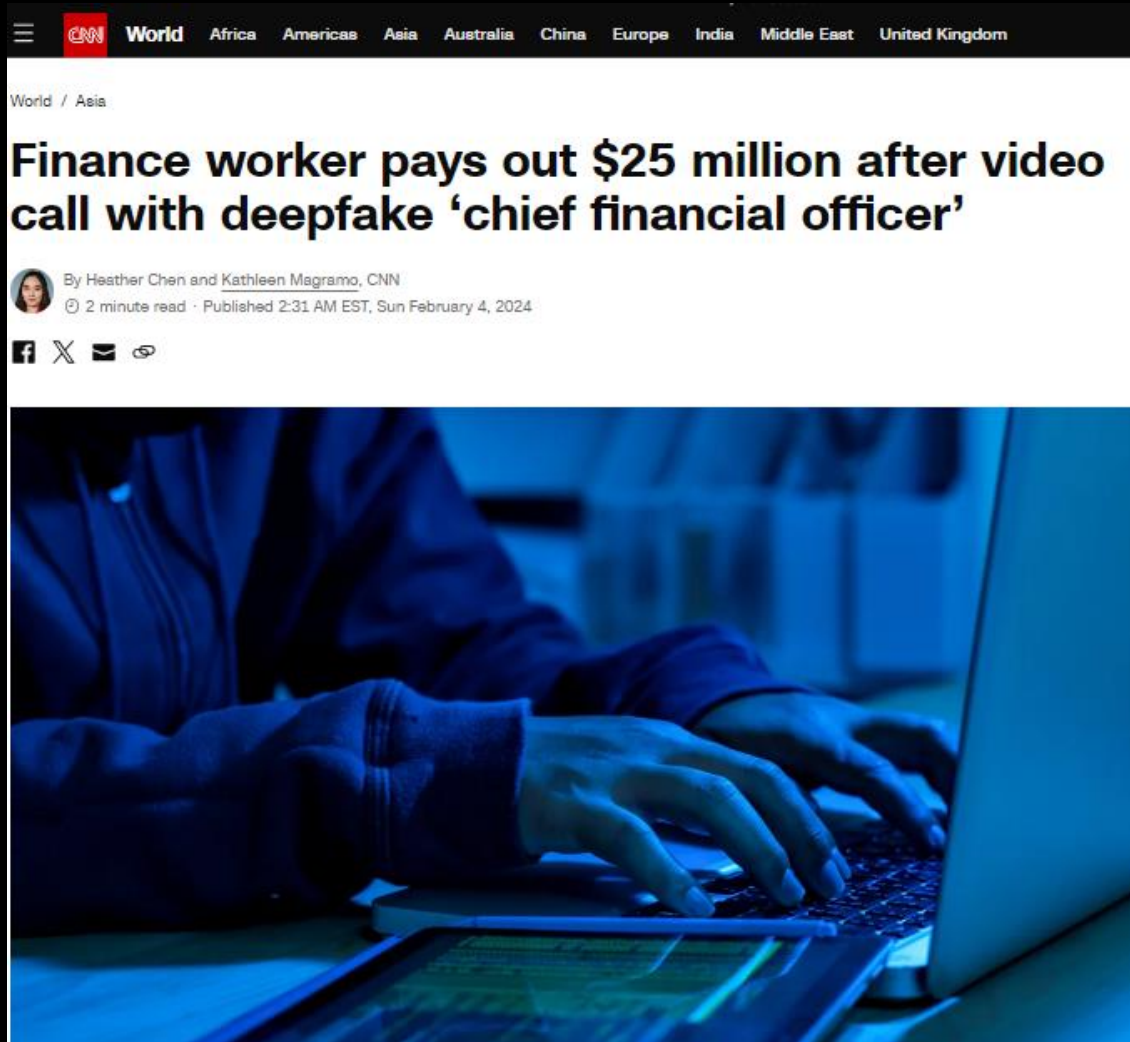 CNN World Africa Americas Asia Australia China Europe India Middle East United Kingdom
World / Asia
Finance worker pays out $25 million after video
call with deepfake ‘chief financial officer’
By Heather Chen and Kathleen Magramo, CNN
2 minute read · Published 2:31 AM EST, Sun February 4, 2024